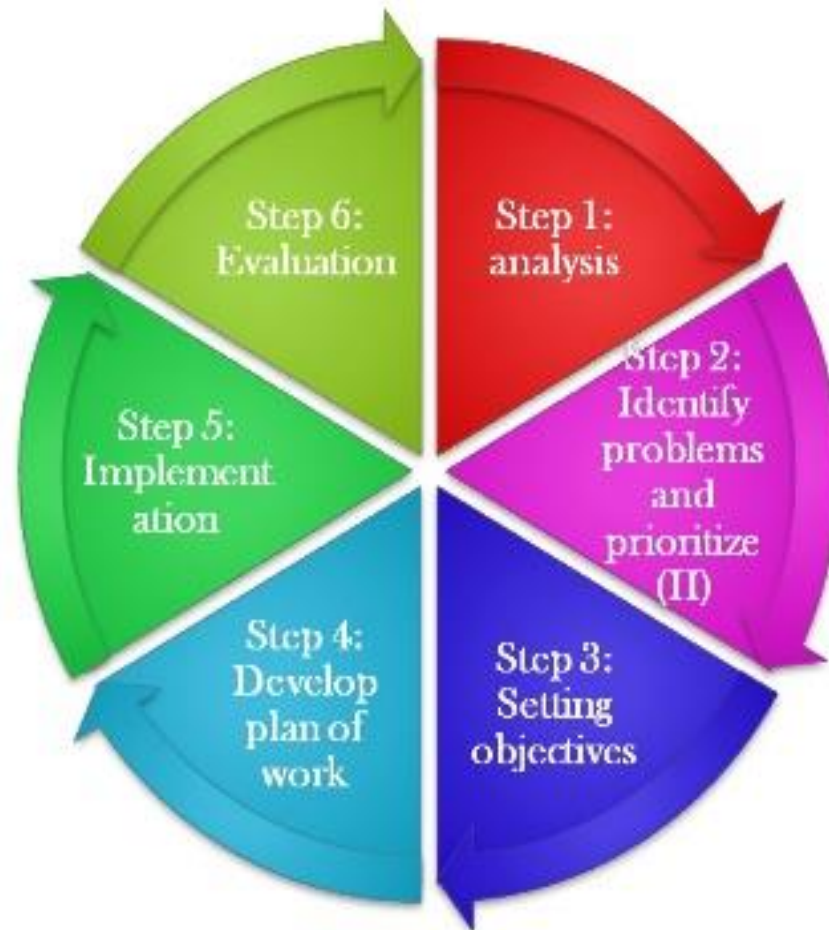 Step 1:
analysis
Step 2:
Identify
problems
and
prioritize
(II)
Step 3:
Setting
objectives
Step 4:
Develop
plan of
work
Step 5:
Implement
ation
Step 6:
Evaluation